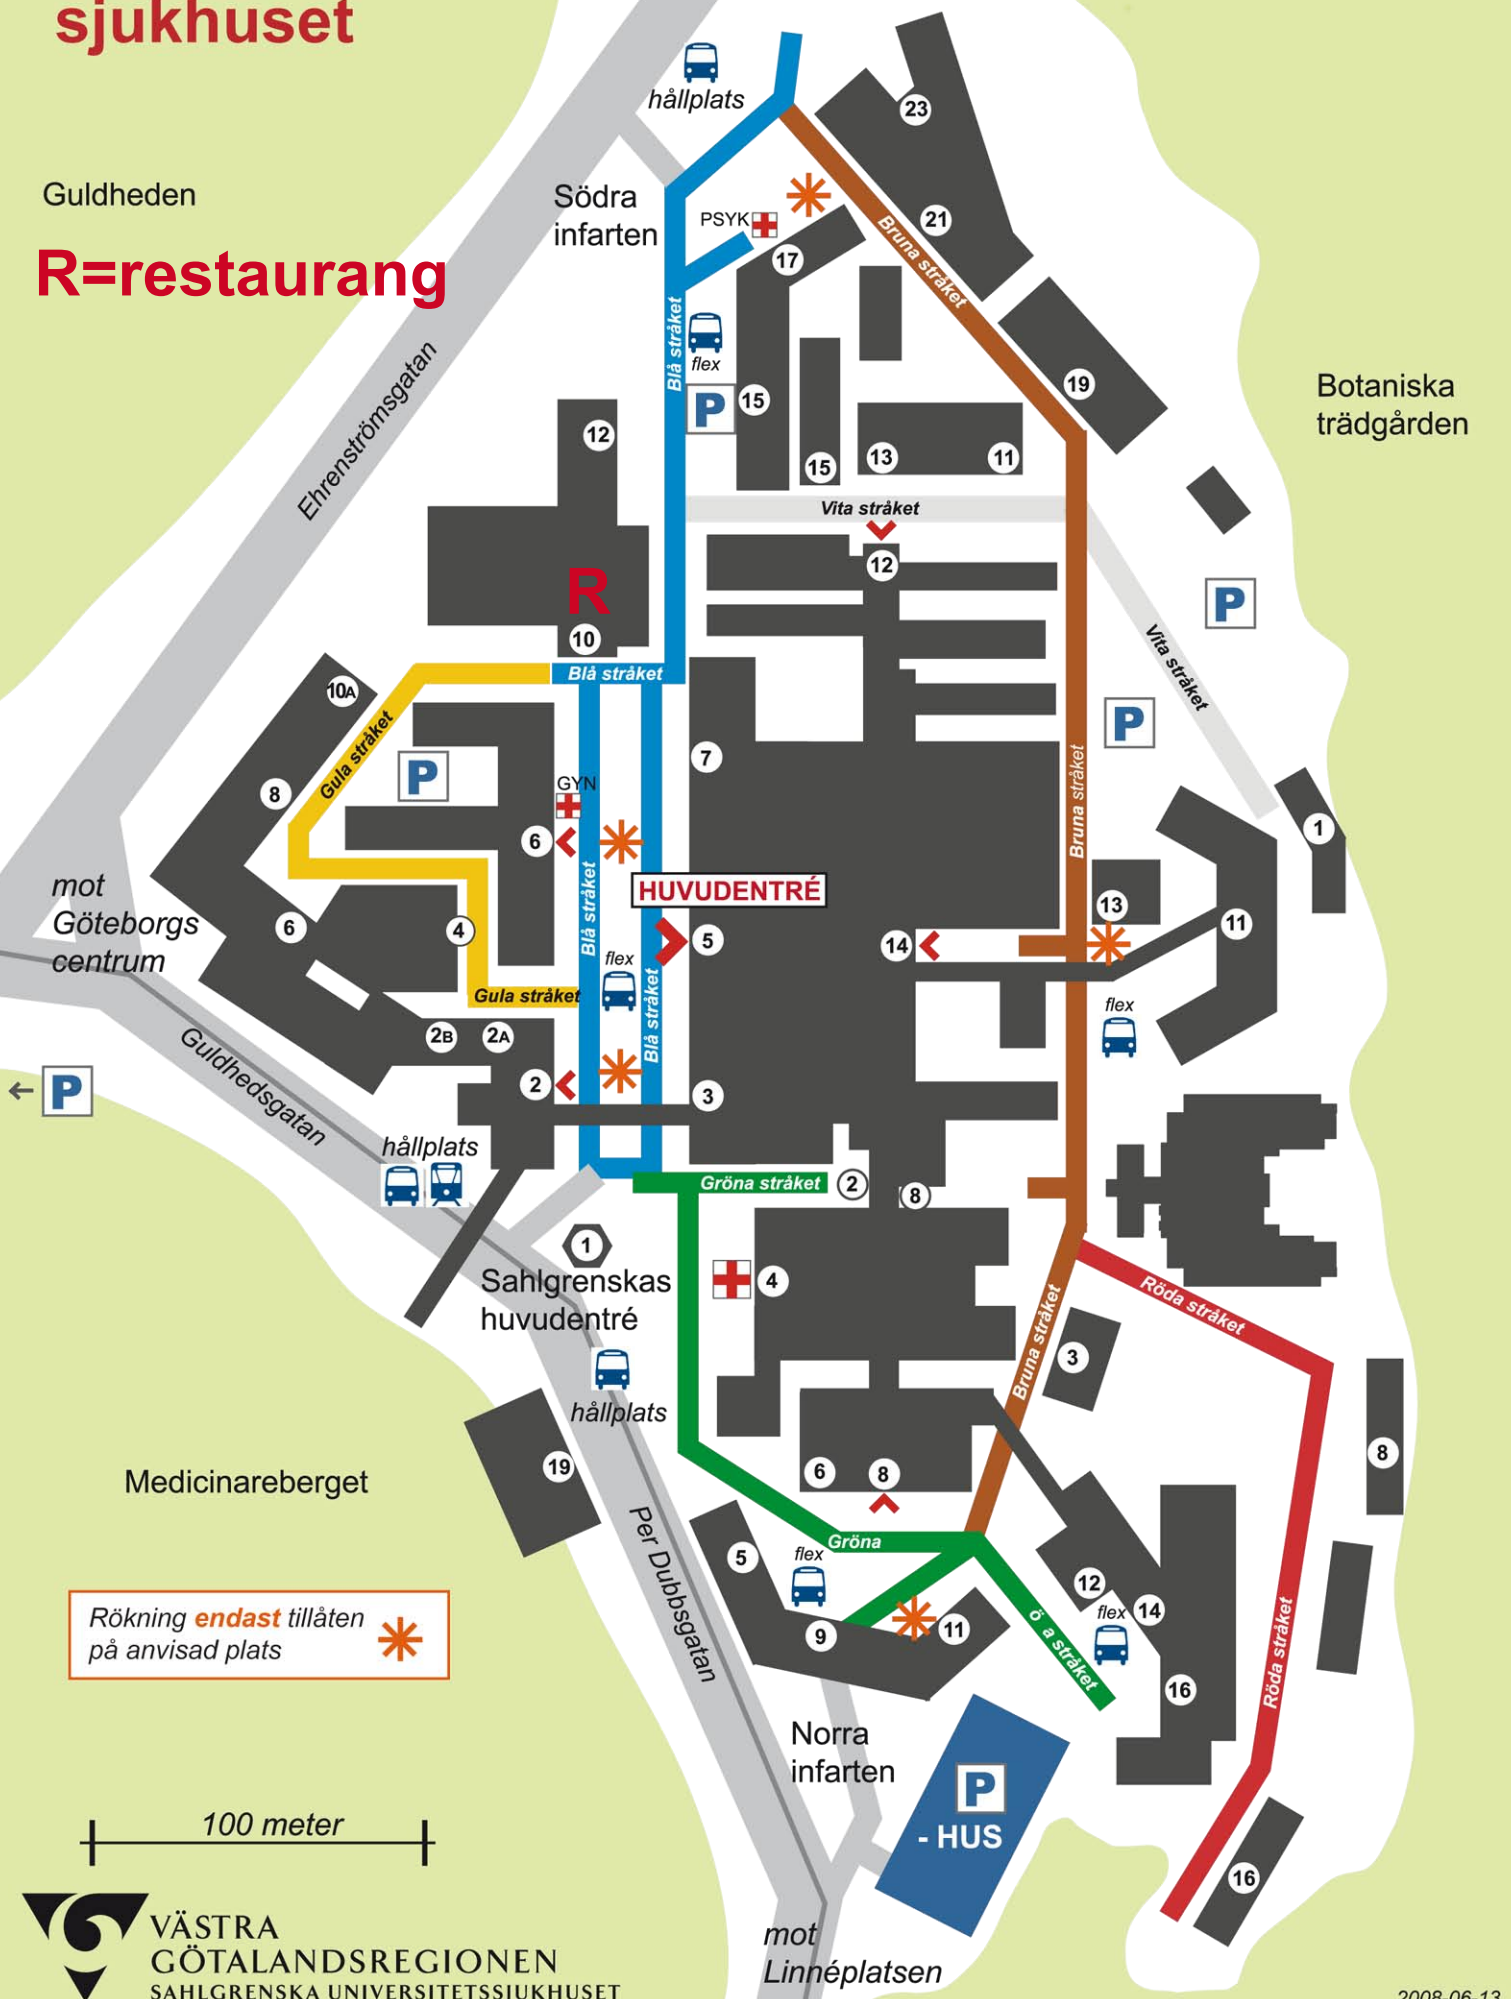 sjukhuset
hållplats
23
Guldheden
Södra
infarten
PSYK
21
Bruna stråket
17
R=restaurang
Blå stråket
flex
P
15
19
Ehrenströmsgatan
Botaniska
trädgården
12
15
13
11
Vita stråket
12
R
10
P
Vita stråket
Blå stråket
10A
Gula stråket
P
P
7
8
GYN
6
Bruna stråket
1
mot
Göteborgs
centrum
HUVUDENTRÉ
Blå stråket
6
4
5
14
13
11
flex
Gula stråket
Blå stråket
flex
2B
2A
Guldhedsgatan
P
2
3
hållplats
Gröna stråket
2
8
1
Sahlgrenskas
huvudentré
4
Röda stråket
Bruna stråket
3
hållplats
8
Medicinareberget
19
6
8
Per Dubbsgatan
Gröna
5
flex
12
14
flex
Rökning endast tillåten
på anvisad plats
9
11
ö a stråket
Röda stråket
16
Norra
infarten
P
- HUS
100 meter
16
VÄSTRA
GÖTALANDSREGIONEN
SAHLGRENSKA UNIVERSITETSSJUKHUSET
mot
Linnéplatsen
2008-06-13